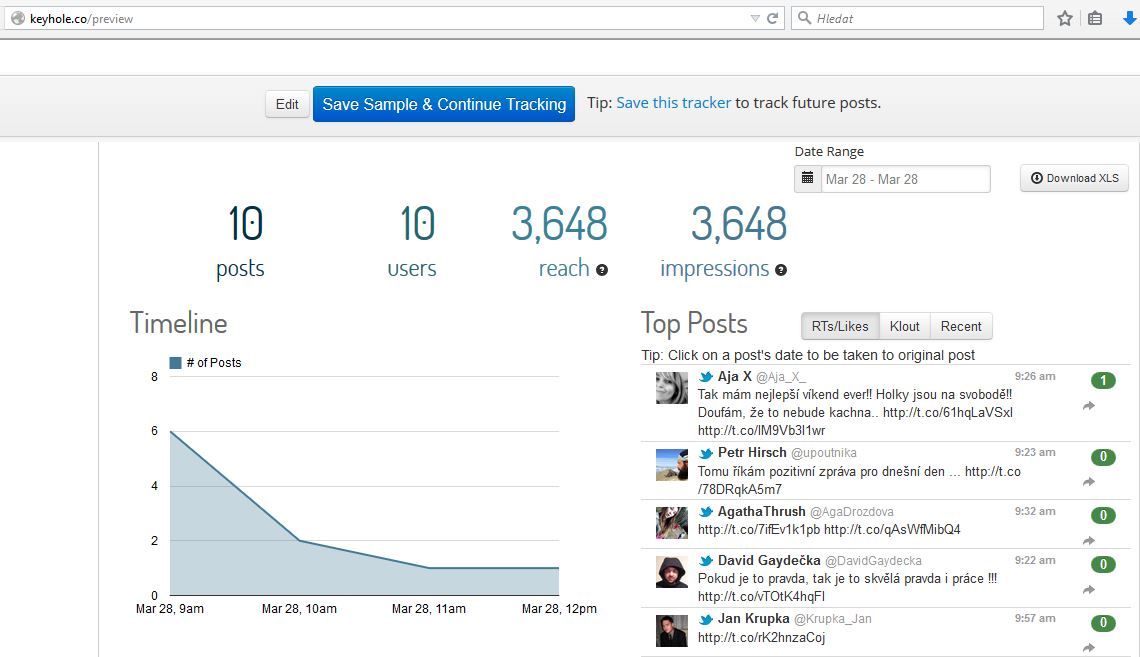 keyhole.co/preview
Hledat
Edit
Save Sample & Continue Tracking
Tip: Save this tracker to track future posts.
Date Range
Mar 28 - Mar 28
Download XLS
10
posts
10
users
3,648
reach ?
3,648
impressions ?
Timeline
# of Posts
8
6
4
2
0
Mar 28, 9am
Mar 28, 10am
Mar 28, 11am
Mar 28, 12pm
Top Posts
RTs/Likes
Klout
Recent
Tip: Click on a post's date to be taken to original post
Aja X @Aja_X_ 9:26 am 1
Tak mám nejlepší víkend ever!! Holky jsou na svobodě!!
Doufám, že to nebude kachna.. http://t.co/61hqLaVSxl
http://t.co/lM9Vb3l1wr
Petr Hirsch @upoutnika 9:23 am 0
Tomu říkám pozitivní zpráva pro dnešní den ... http://t.co
/78DRqkA5m7
AgathaThrush @AgaDrozdova 9:32 am 0
http://t.co/7ifEv1k1pb http://t.co/qAsWfMibQ4
David Gaydečka @DavidGaydecka 9:22 am 0
Pokud je to pravda, tak je to skvělá pravda i práce !!!
http://t.co/vTOtK4hqFl
Jan Krupka @Krupka_Jan 9:57 am 0
http://t.co/rK2hnzaCoj